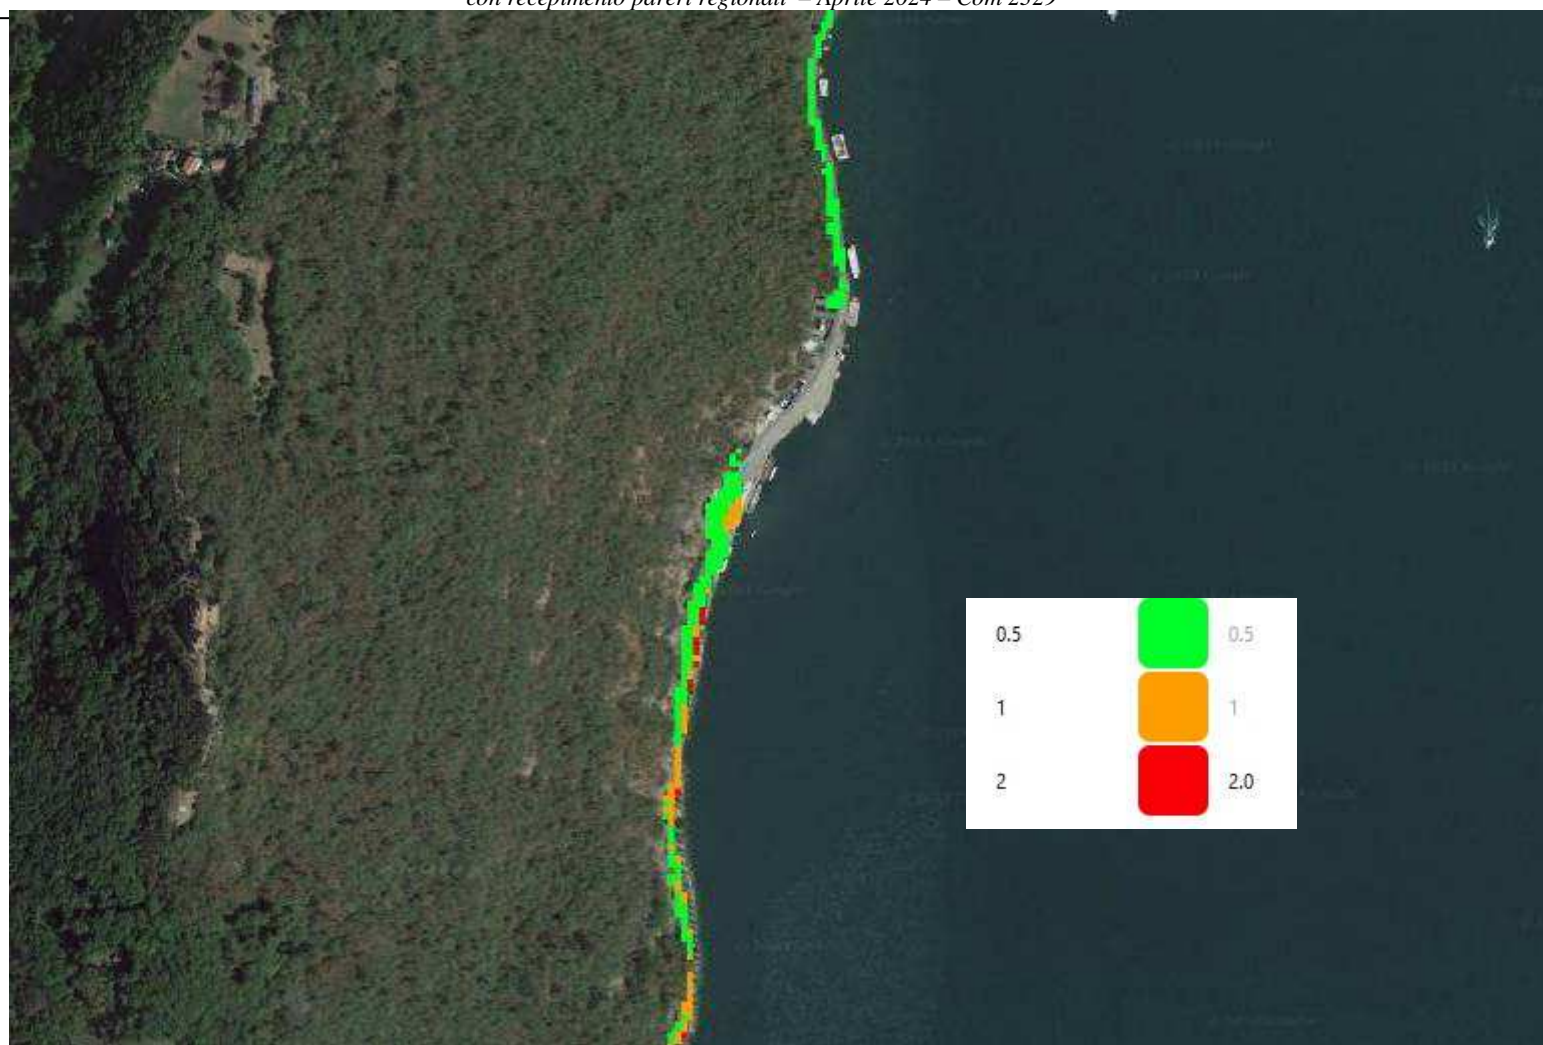 con recepimento pareri regionali – Aprile 2024 – Com 2329
0.5 0.5
1 1
2 2.0